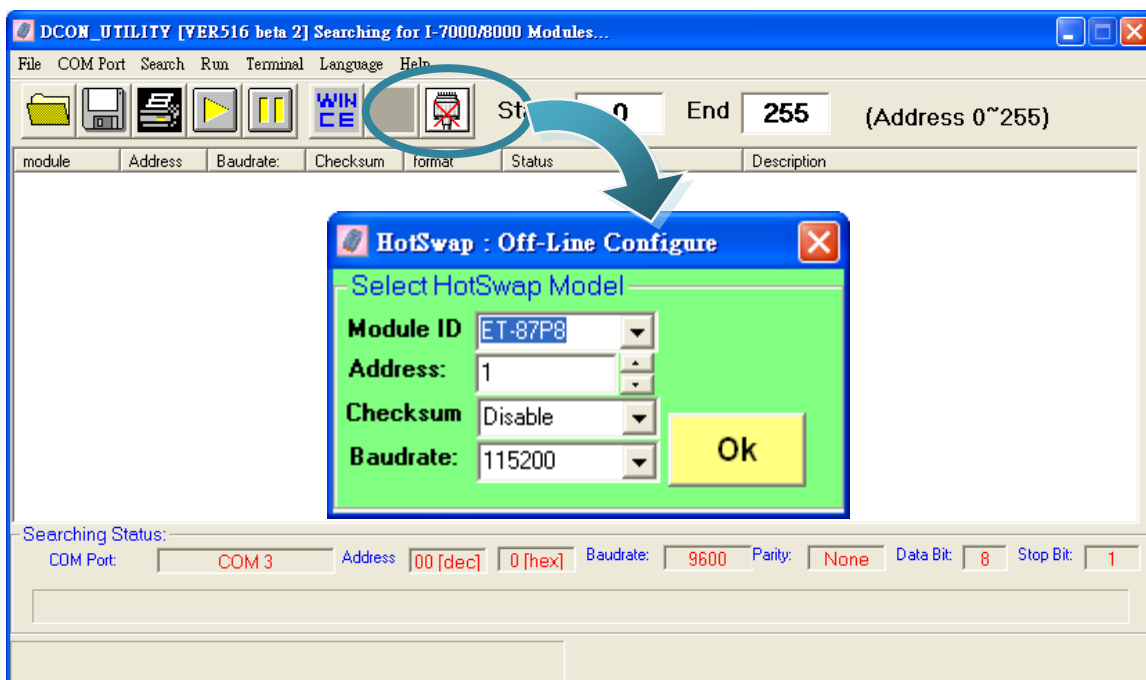 DCON_UTILITY [VER516 beta 2] Searching for I-7000/8000 Modules...
File COM Port Search Run Terminal Language Help
WIN CE
End 255 (Address 0~255)
module Address Baudrate: Checksum format Status Description
HotSwap : Off-Line Configure
Select HotSwap Model
Module ID ET-87P8
Address: 1
Checksum Disable
Baudrate: 115200
Ok
Searching Status:
COM Port: COM 3 Address 00 [dec] 0 [hex] Baudrate: 9600 Parity: None Data Bit: 8 Stop Bit: 1